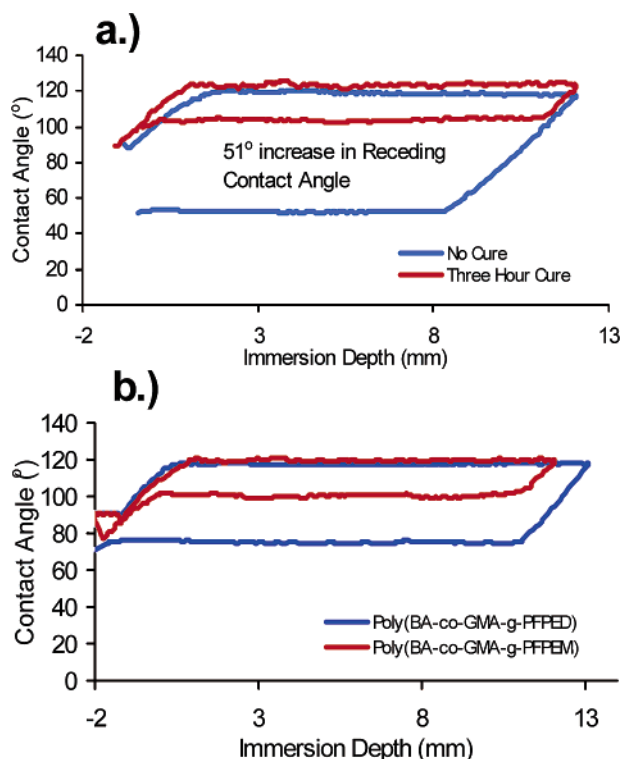 a.)
Contact Angle (°)
140
120
100
80
60
40
20
0
51° increase in Receding
Contact Angle
No Cure
Three Hour Cure
-2
3
8
13
Immersion Depth (mm)
b.)
Contact Angle (°)
140
120
100
80
60
40
20
0
Poly(BA-co-GMA-g-PFPED)
Poly(BA-co-GMA-g-PFPEM)
-2
3
8
13
Immersion Depth (mm)